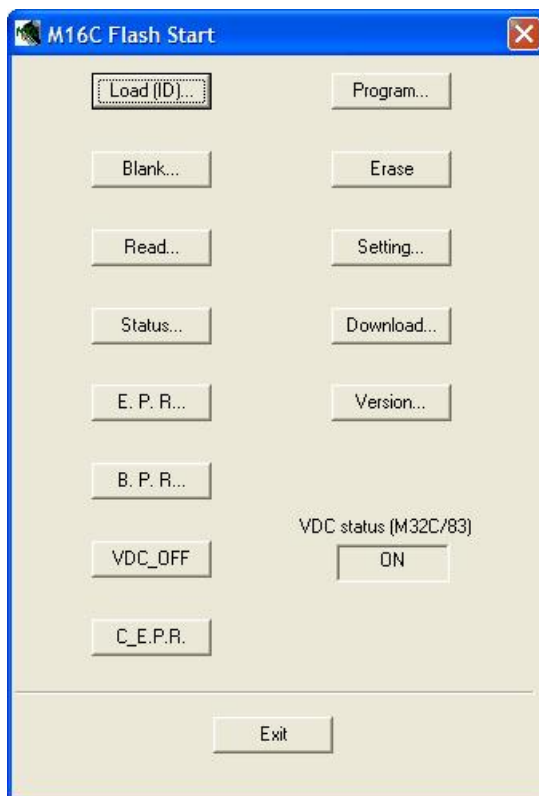 M16C Flash Start
Load (ID)...
Program...
Blank...
Erase
Read...
Setting...
Status...
Download...
E. P. R...
Version...
B. P. R...
VDC status (M32C/83)
VDC_OFF
ON
C_E.P.R.
Exit